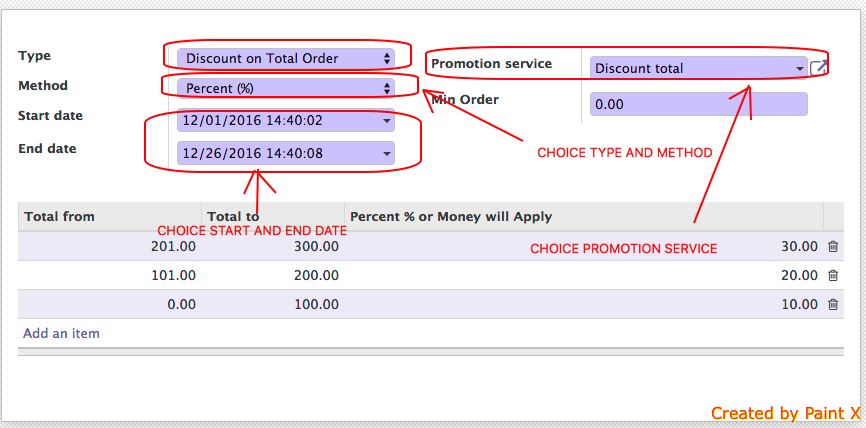 Type Discount on Total Order
Promotion service Discount total
Method Percent (%)
Min Order 0.00
Start date 12/01/2016 14:40:02
End date 12/26/2016 14:40:08
CHOICE TYPE AND METHOD
Total from Total to Percent % or Money will Apply
CHOICE START AND END DATE
201.00 300.00 30.00
CHOICE PROMOTION SERVICE
101.00 200.00 20.00
0.00 100.00 10.00
Add an item
Created by Paint X